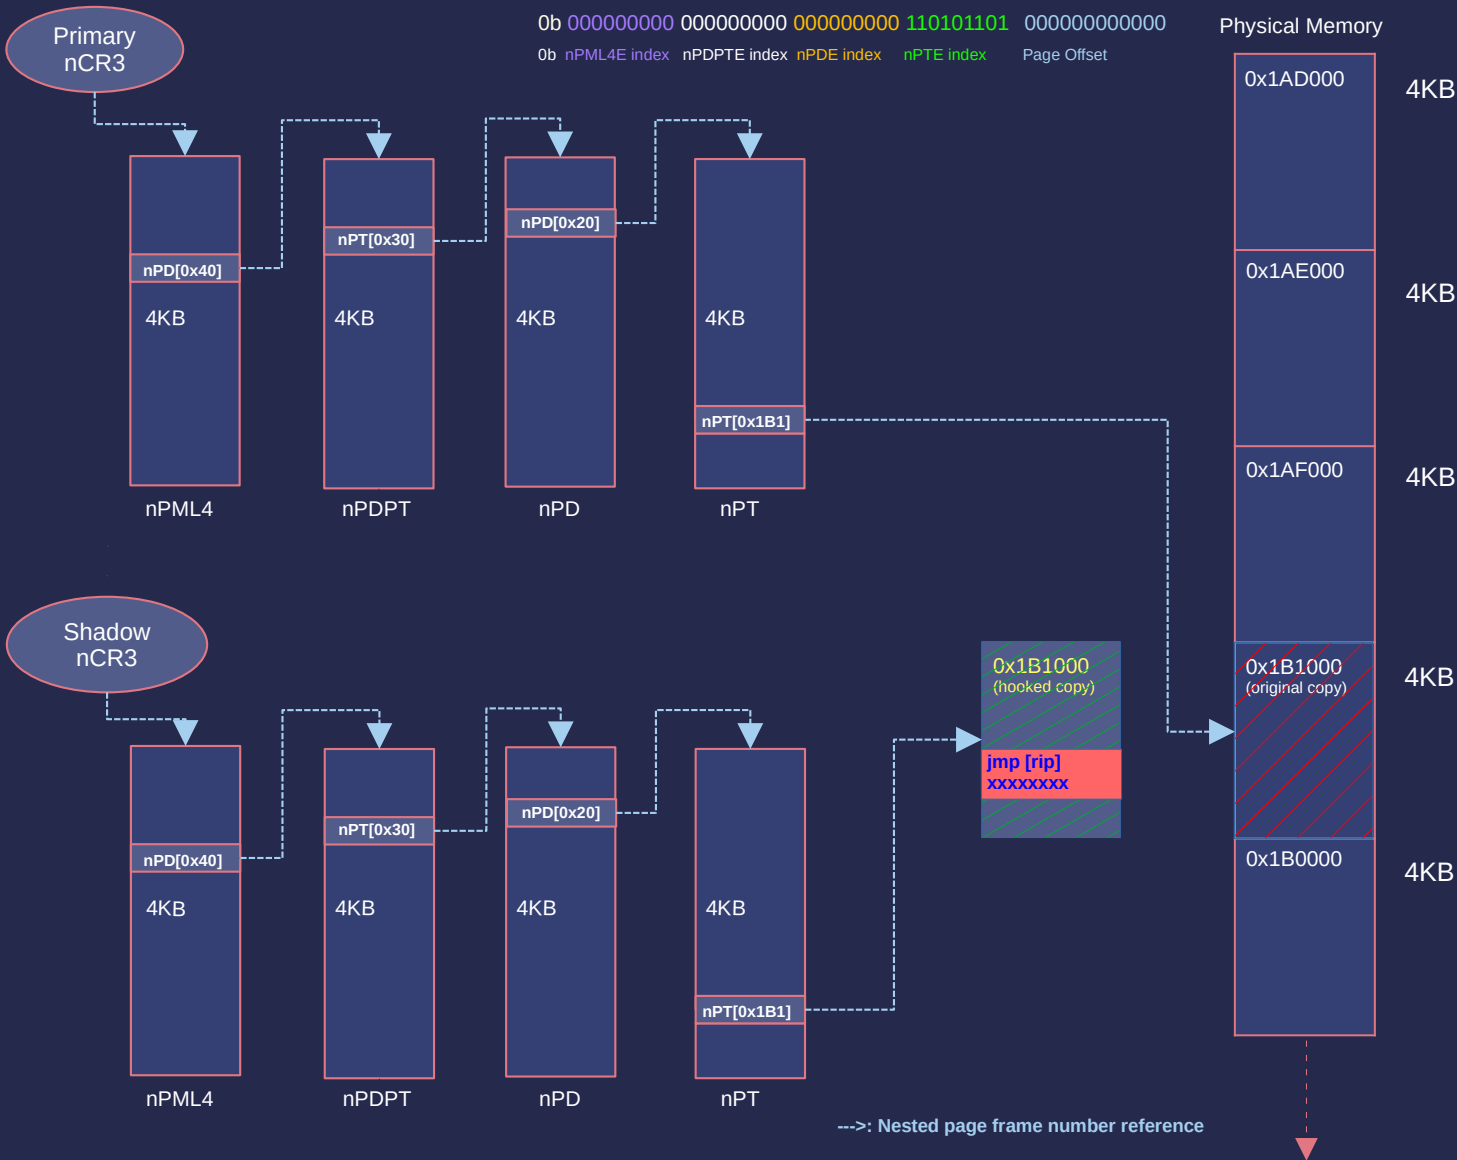 Primary
nCR3
0b 000000000 000000000 000000000 110101101 000000000000
0b nPML4E index nPDPTE index nPDE index nPTE index Page Offset
Physical Memory
0x1AD000
4KB
nPD[0x40]
nPT[0x30]
nPD[0x20]
4KB
4KB
4KB
4KB
nPT[0x1B1]
nPML4
nPDPT
nPD
nPT
0x1AE000
4KB
0x1AF000
4KB
Shadow
nCR3
0x1B1000
(hooked copy)
jmp [rip]
xxxxxxxx
0x1B1000
(original copy)
4KB
nPD[0x40]
nPT[0x30]
nPD[0x20]
4KB
4KB
4KB
4KB
nPT[0x1B1]
0x1B0000
4KB
nPML4
nPDPT
nPD
nPT
--->: Nested page frame number reference